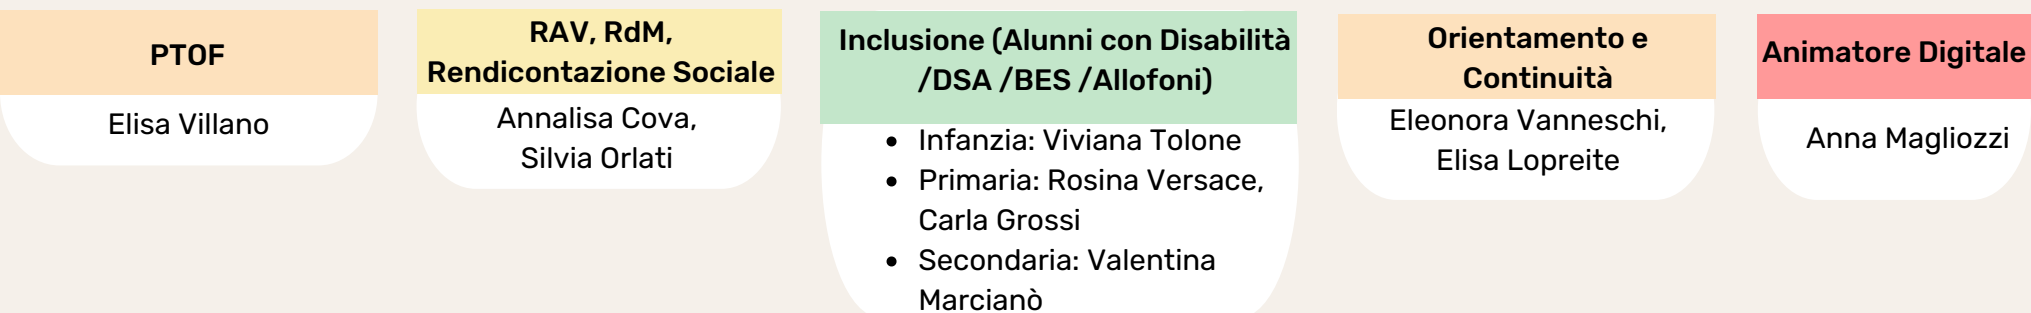 PTOF
Elisa Villano
RAV, RdM,
Rendicontazione Sociale
Annalisa Cova,
Silvia Orlati
Inclusione (Alunni con Disabilità
/DSA /BES /Allofoni)
• Infanzia: Viviana Tolone
• Primaria: Rosina Versace,
Carla Grossi
• Secondaria: Valentina
Marcianò
Orientamento e
Continuità
Eleonora Vanneschi,
Elisa Lopreite
Animatore Digitale
Anna Magliozzi